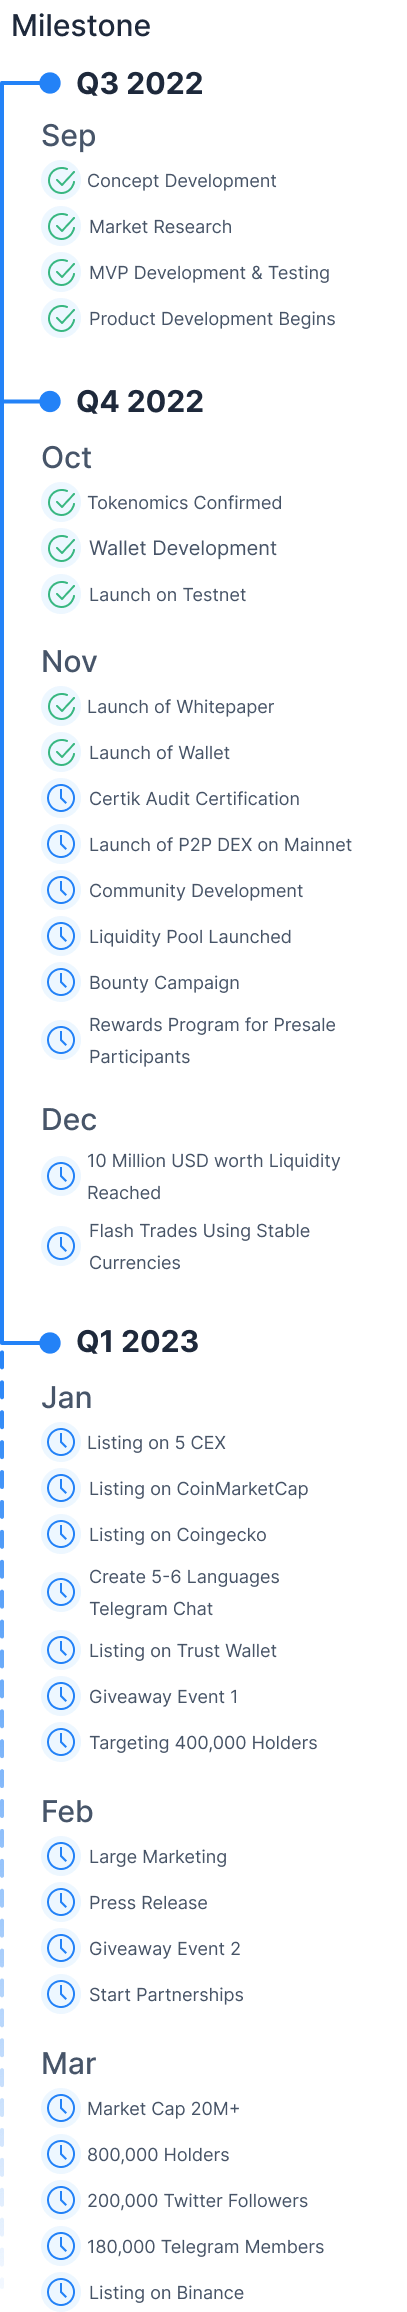 Milestone
Q3 2022
Sep
Concept Development
Market Research
MVP Development & Testing
Product Development Begins
Q4 2022
Oct
Tokenomics Confirmed
Wallet Development
Launch on Testnet
Nov
Launch of Whitepaper
Launch of Wallet
Certik Audit Certification
Launch of P2P DEX on Mainnet
Community Development
Liquidity Pool Launched
Bounty Campaign
Rewards Program for Presale
Participants
Dec
10 Million USD worth Liquidity
Reached
Flash Trades Using Stable
Currencies
Q1 2023
Jan
Listing on 5 CEX
Listing on CoinMarketCap
Listing on Coingecko
Create 5-6 Languages
Telegram Chat
Listing on Trust Wallet
Giveaway Event 1
Targeting 400,000 Holders
Feb
Large Marketing
Press Release
Giveaway Event 2
Start Partnerships
Mar
Market Cap 20M+
800,000 Holders
200,000 Twitter Followers
180,000 Telegram Members
Listing on Binance